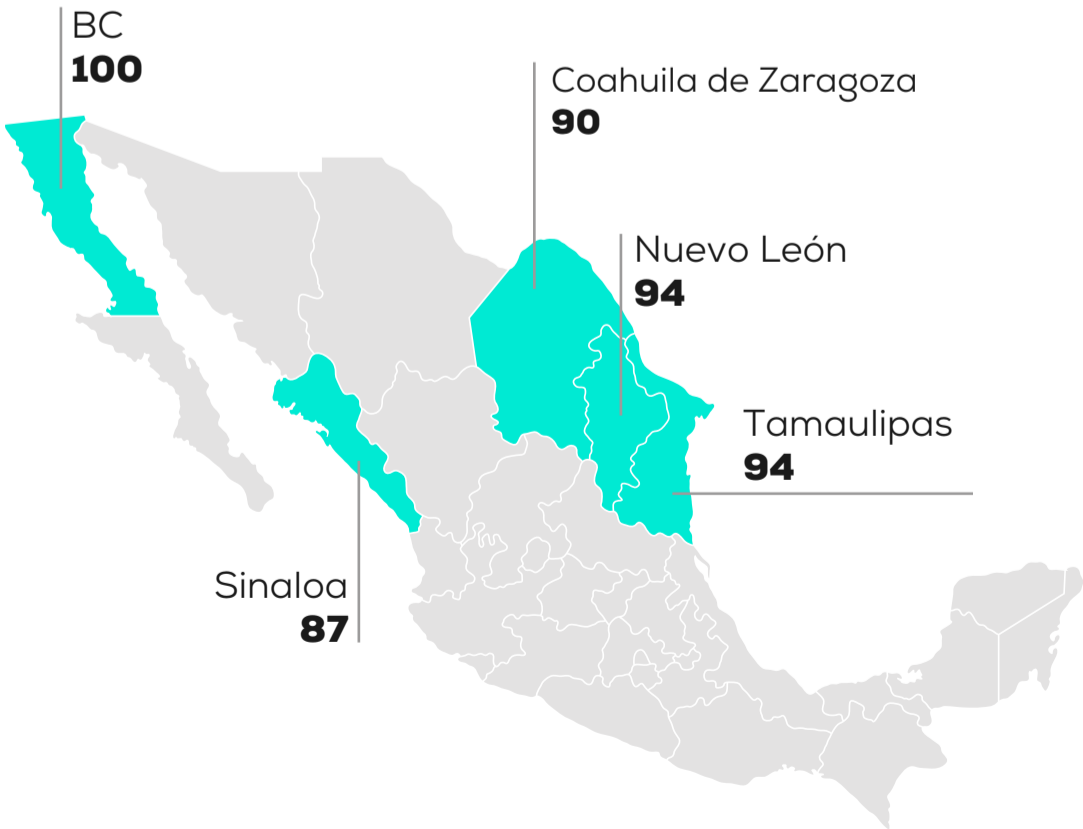 BC
100
Coahuila de Zaragoza
90
Nuevo León
94
Tamaulipas
94
Sinaloa
87